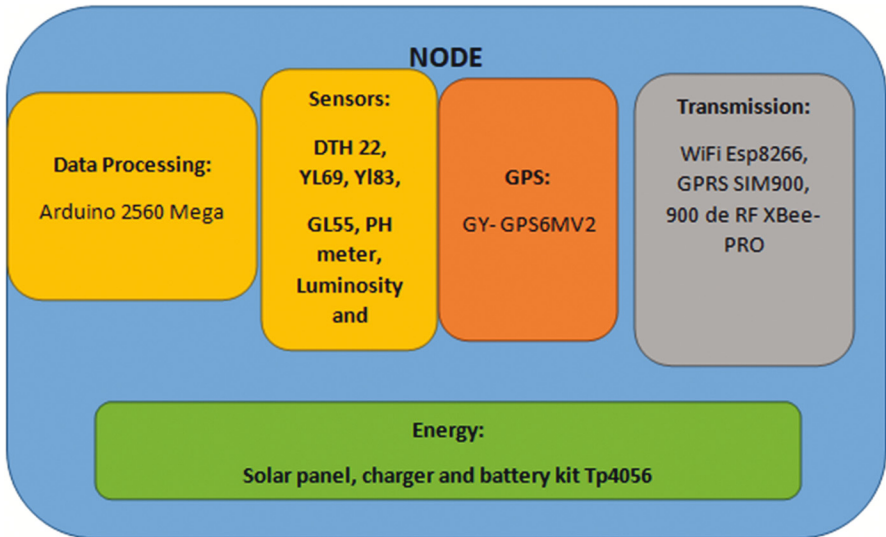 NODE
Data Processing:
Arduino 2560 Mega
Sensors:
DTH 22,
YL69, Yl83,
GL55, PH
meter,
Luminosity
and
GPS:
GY- GPS6MV2
Transmission:
WiFi Esp8266,
GPRS SIM900,
900 de RF XBee-
PRO
Energy:
Solar panel, charger and battery kit Tp4056